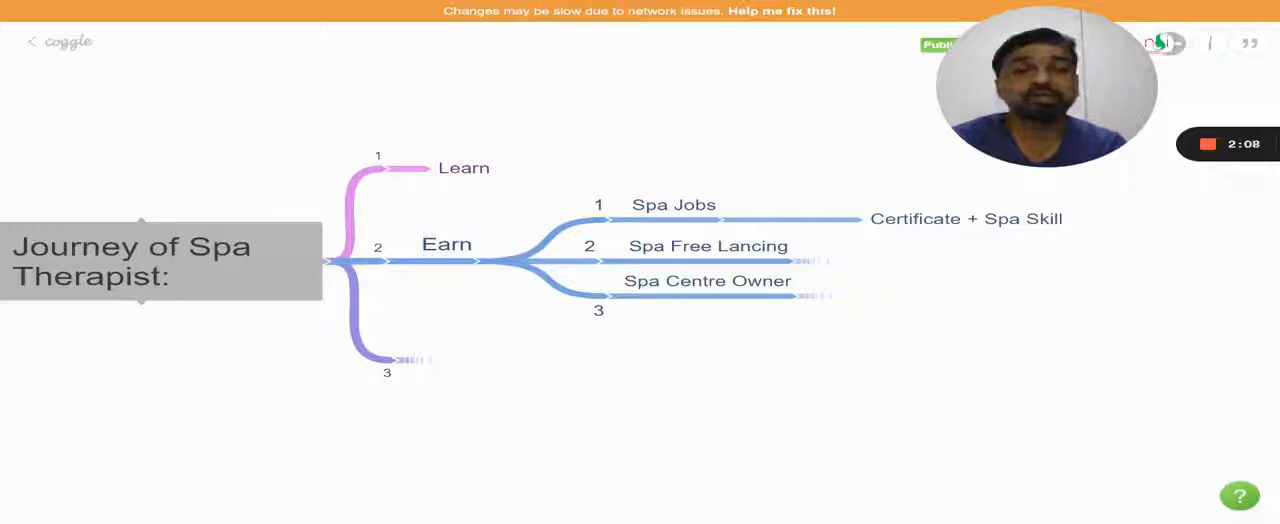 Changes may be slow due to network issues. Help me fix this!
< coggle
2:08
1
Learn
Journey of Spa
Therapist:
2
Earn
1
Spa Jobs
Certificate + Spa Skill
2
Spa Free Lancing
Spa Centre Owner
3
3
?